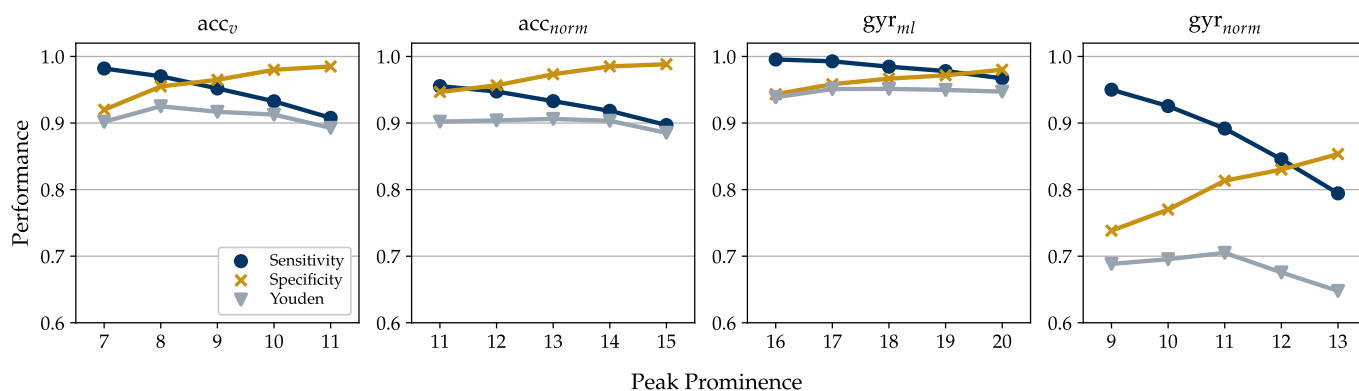 acc_v
acc_norm
gyr_ml
gyr_norm
Performance
1.0
0.9
0.8
0.7
0.6
7 8 9 10 11
Sensitivity
Specificity
Youden
1.0
0.9
0.8
0.7
0.6
11 12 13 14 15
1.0
0.9
0.8
0.7
0.6
16 17 18 19 20
1.0
0.9
0.8
0.7
0.6
9 10 11 12 13
Peak Prominence